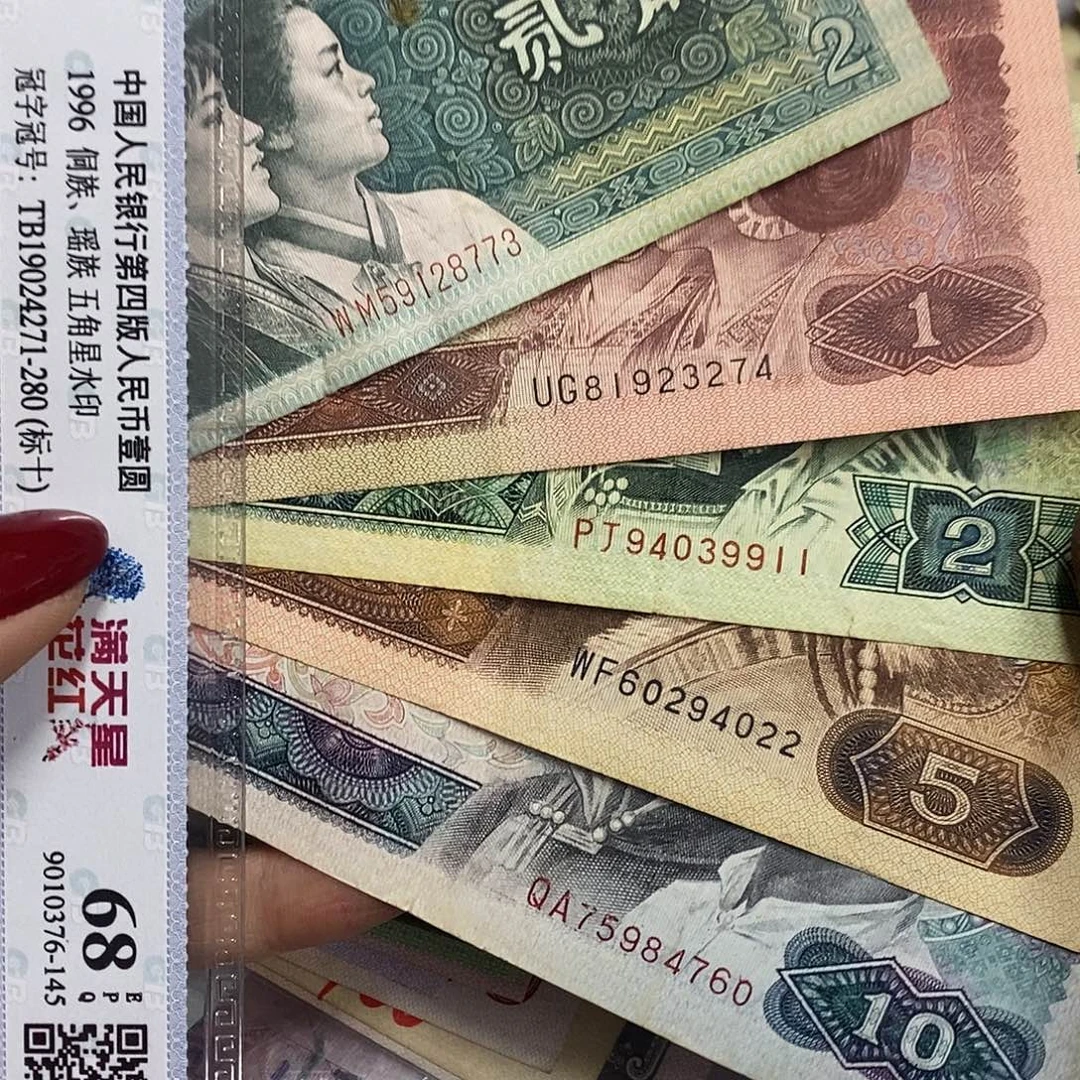 中国人民银行第四版人民币壹圆
1996 侗族、瑶族 五角星水印
冠字冠号：TB19024271-280 (标十)
满天星
花红
68
E
P
Q
9010376-145
贰
2
WM59128773
1
UG81923274
2
PJ94039911
5
WF60294022
QA75984760
10